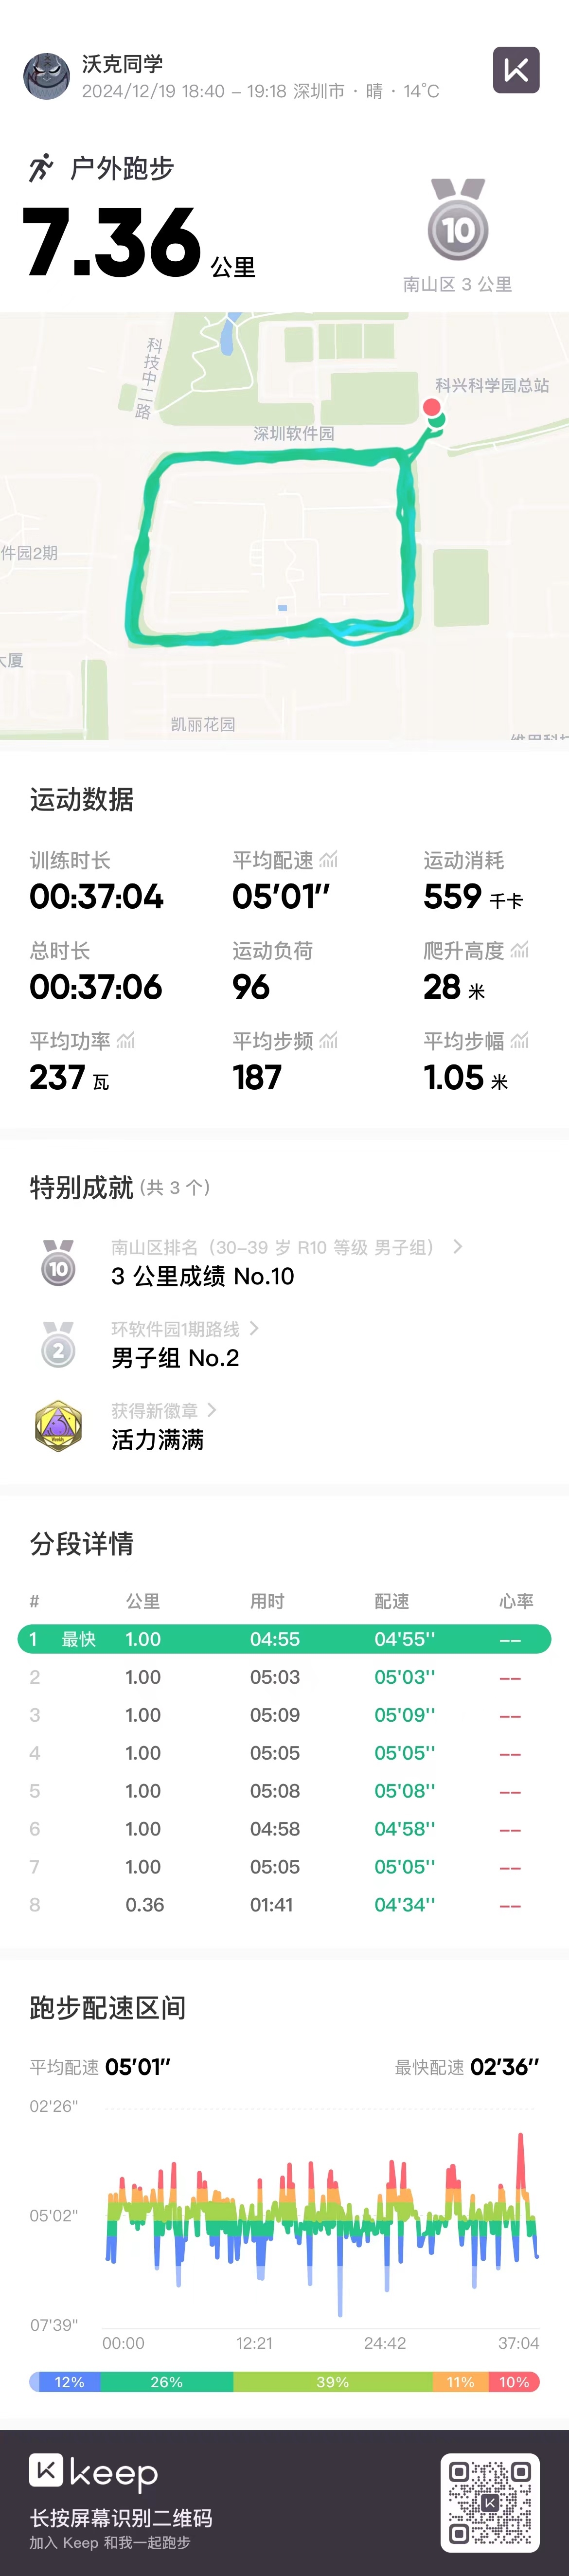 沃克同学
2024/12/19 18:40 - 19:18 深圳市 · 晴 · 14℃
户外跑步
7.36 公里
10
南山区 3 公里
科技中二路
科兴科学园总站
深圳软件园
件园2期
大厦
凯丽花园
运动数据
训练时长 平均配速 运动消耗
00:37:04 05'01" 559 千卡
总时长 运动负荷 爬升高度
00:37:06 96 28 米
平均功率 平均步频 平均步幅
237 瓦 187 1.05 米
特别成就 (共 3 个)
10
南山区排名（30-39 岁 R10 等级 男子组）
3 公里成绩 No.10
2
环软件园1期路线
男子组 No.2
获得新徽章
活力满满
分段详情
# 公里 用时 配速 心率
1 最快 1.00 04:55 04'55'' --
2 1.00 05:03 05'03'' --
3 1.00 05:09 05'09'' --
4 1.00 05:05 05'05'' --
5 1.00 05:08 05'08'' --
6 1.00 04:58 04'58'' --
7 1.00 05:05 05'05'' --
8 0.36 01:41 04'34'' --
跑步配速区间
平均配速 05'01" 最快配速 02'36"
02'26"
05'02"
07'39"
00:00 12:21 24:42 37:04
12% 26% 39% 11% 10%
keep
长按屏幕识别二维码
加入 Keep 和我一起跑步